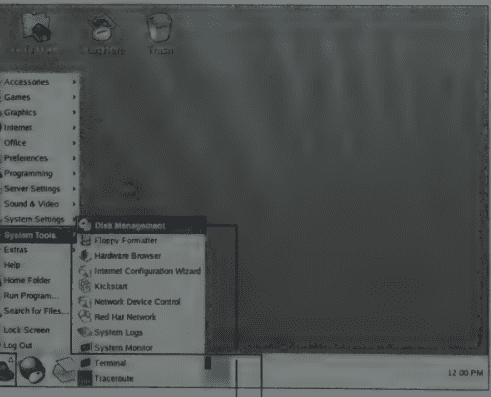 Trash
Accessories
Games
Graphics
Internet
Office
Preferences
Programming
Server Settings
Sound & Video
System Settings
System Tools
Extras
Help
Home Folder
Run Program...
Search for Files...
Lock Screen
Log Out
Disk Management
Floppy Formatter
Hardware Browser
Internet Configuration Wizard
Kickstart
Network Device Control
Red Hat Network
System Logs
System Monitor
Terminal
Traceroute
12:00 PM